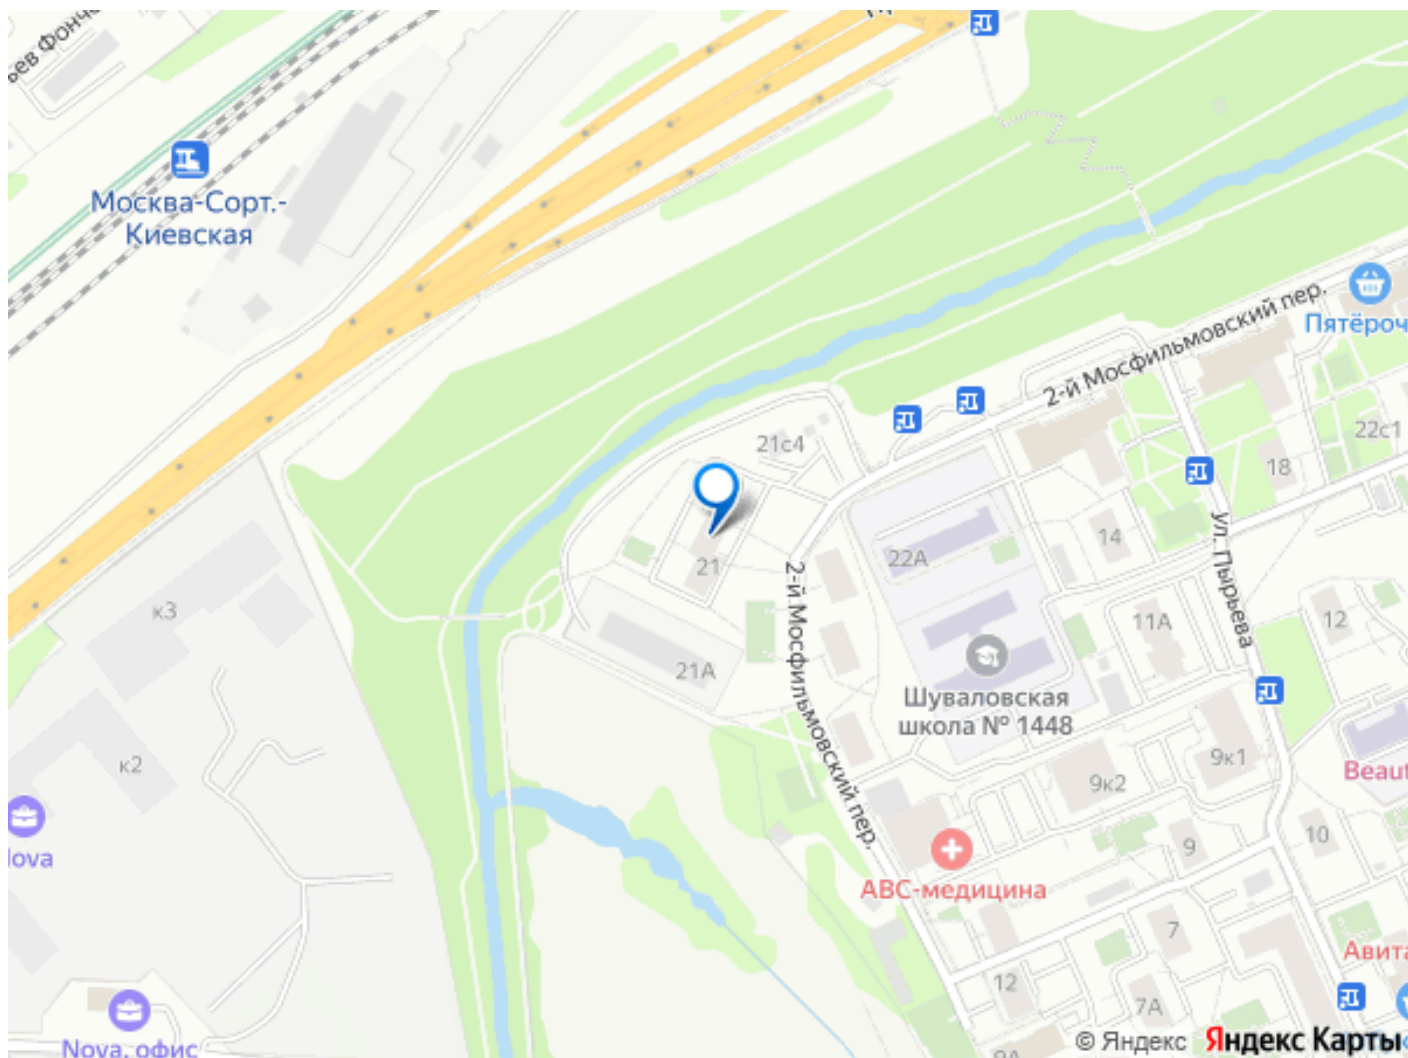 Москва-Сорт.-
Киевская
2-й Мосфильмовский пер.
Пятёроч
21с4
22с1
18
14
22А
21
2-й Мосфильмовский пер.
ул. Пырьева
к3
11А
12
21А
Шуваловская
школа № 1448
к2
9к1
9к2
Beaut
Nova
9
10
АВС-медицина
7
Авита
12
7А
Nova, офис
9А
© Яндекс Яндекс Карты